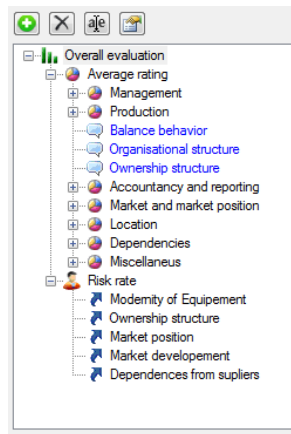 a|e
Overall evaluation
Average rating
Management
Production
Balance behavior
Organisational structure
Ownership structure
Accountancy and reporting
Market and market position
Location
Dependencies
Miscellaneus
Risk rate
Modernity of Equipement
Ownership structure
Market position
Market developement
Dependences from supliers